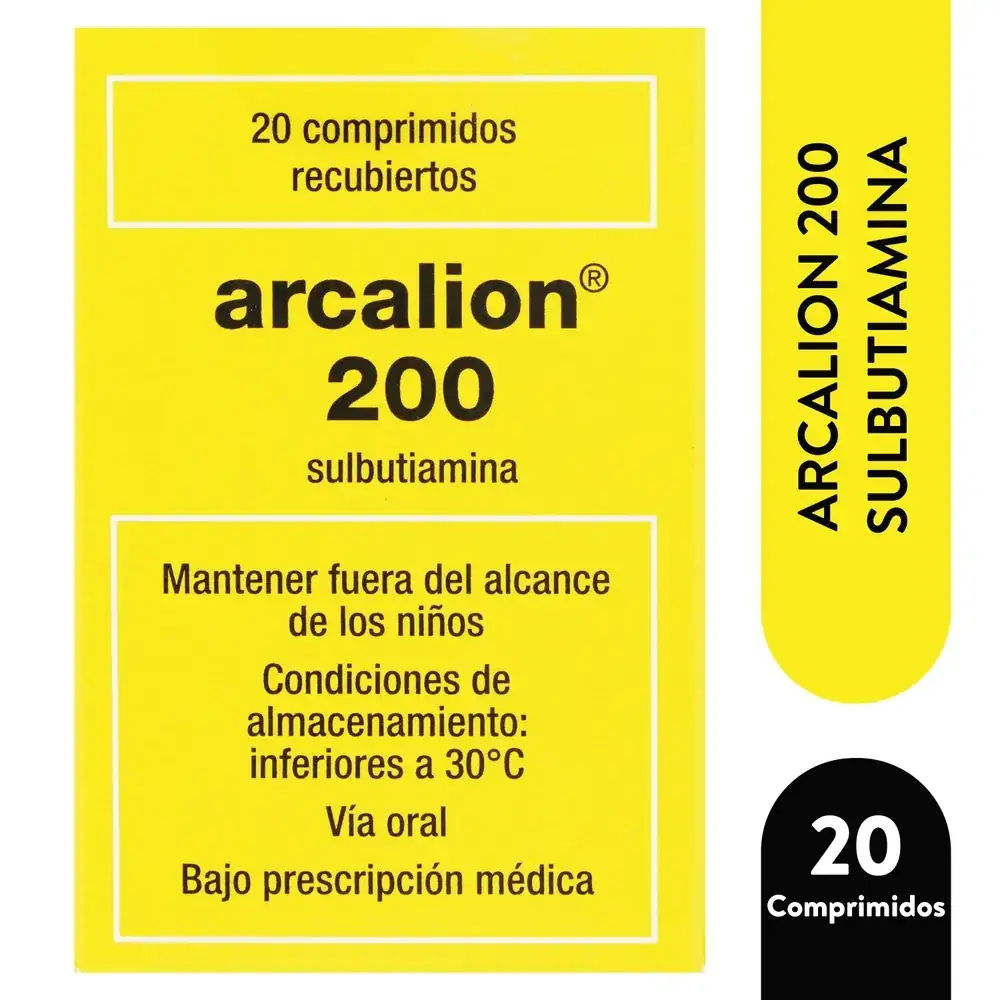 20 comprimidos
recubiertos
arcalion®
200
sulbutiamina
Mantener fuera del alcance
de los niños
Condiciones de
almacenamiento:
inferiores a 30°C
Vía oral
Bajo prescripción médica
ARCALION 200
SULBUTIAMINA
20
Comprimidos